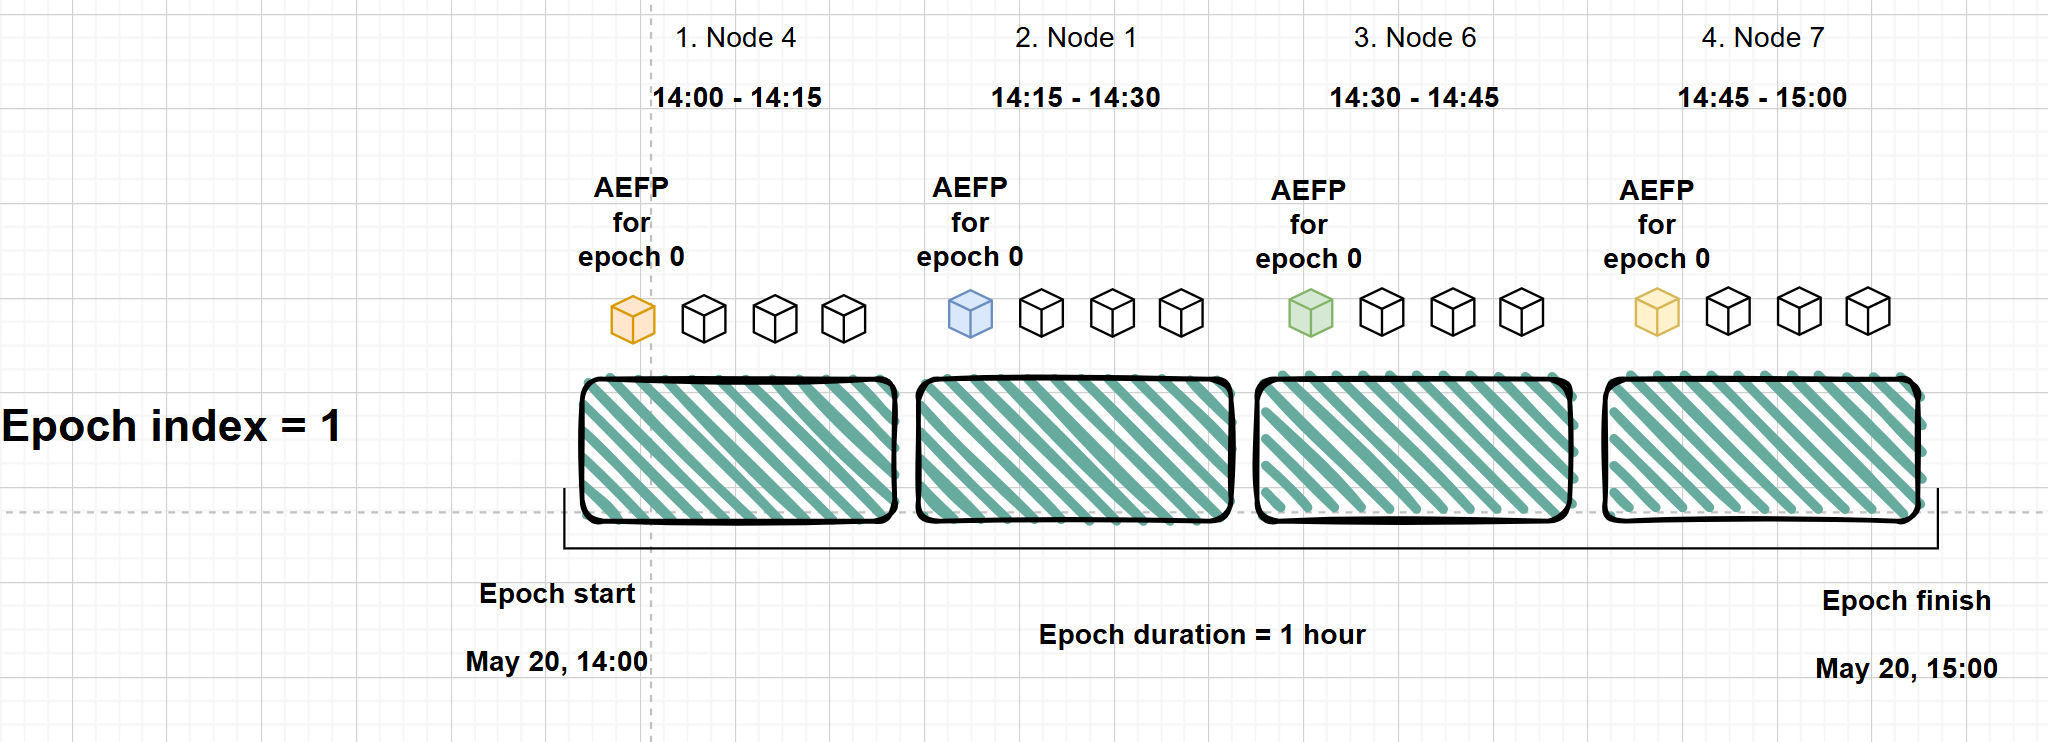 1. Node 4
2. Node 1
3. Node 6
4. Node 7
14:00 - 14:15
14:15 - 14:30
14:30 - 14:45
14:45 - 15:00
AEFP
for
epoch 0
AEFP
for
epoch 0
AEFP
for
epoch 0
AEFP
for
epoch 0
Epoch index = 1
Epoch start
May 20, 14:00
Epoch duration = 1 hour
Epoch finish
May 20, 15:00